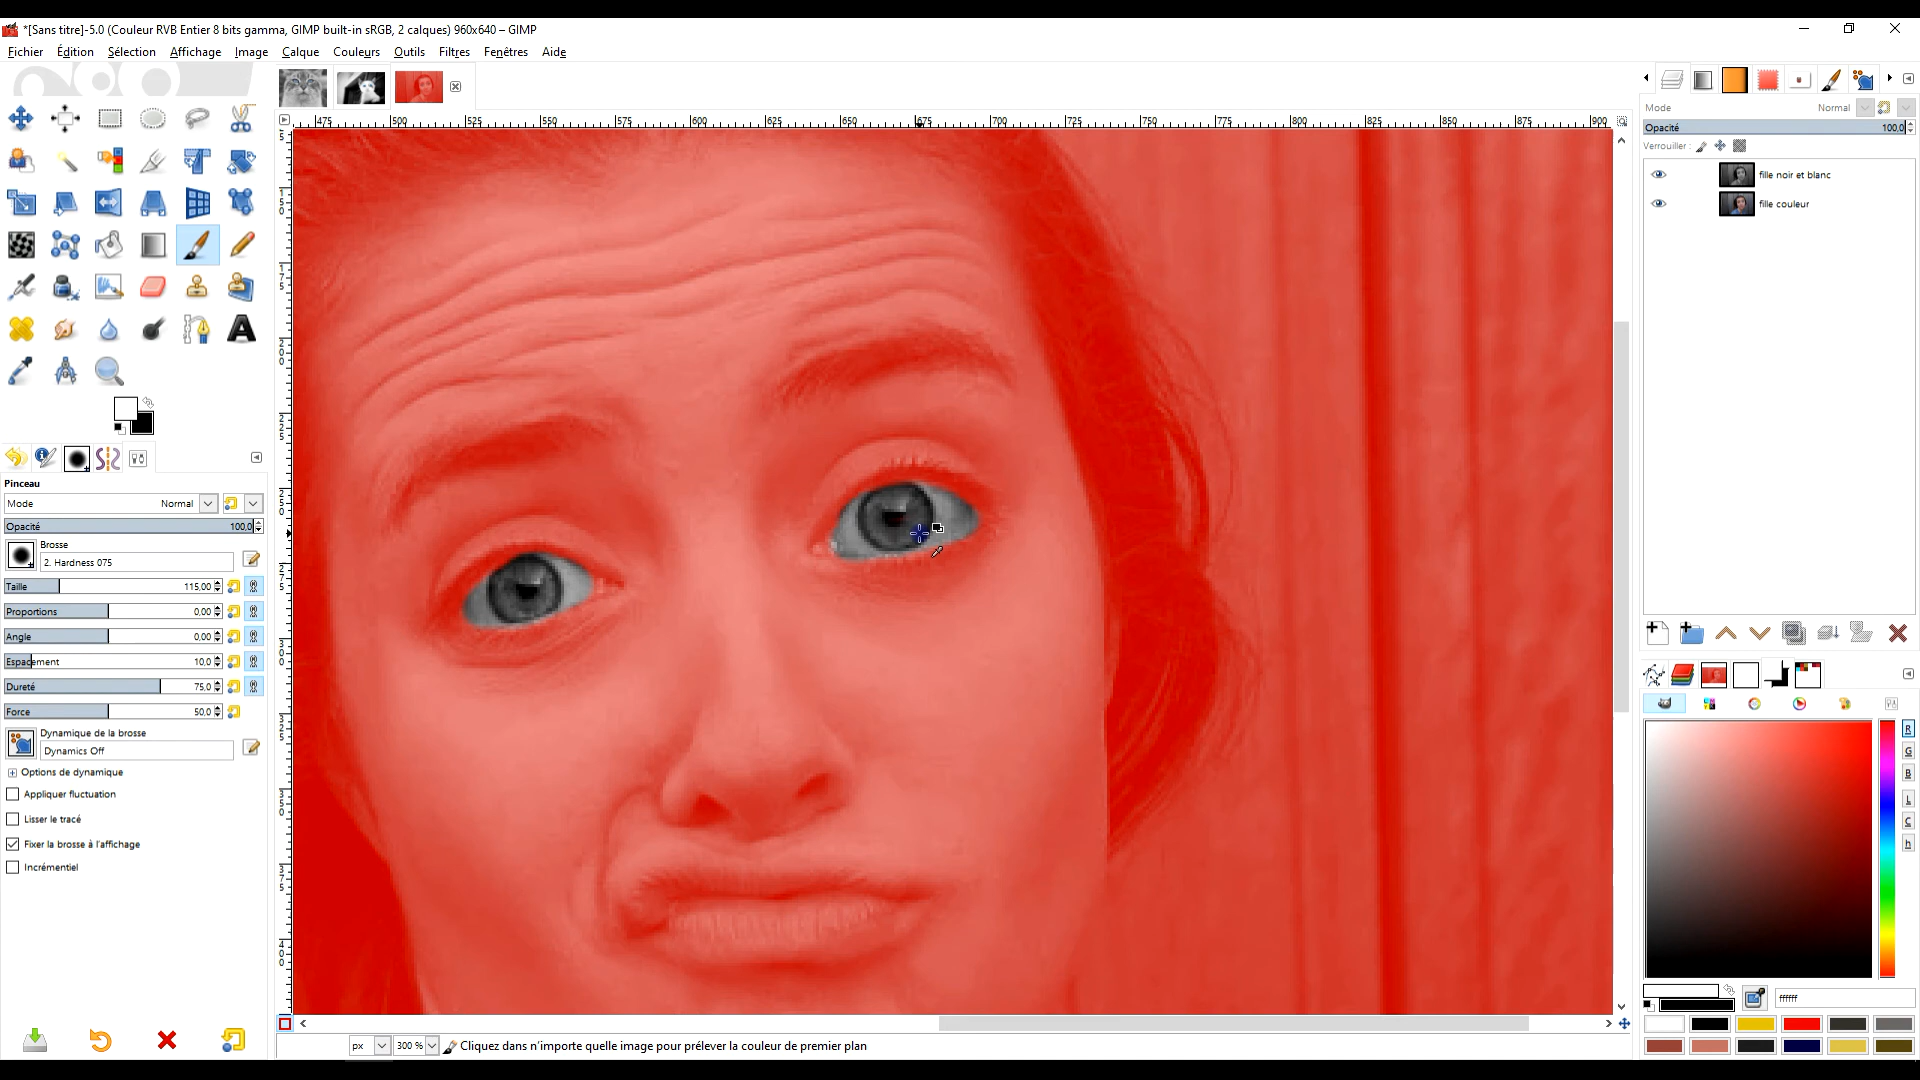 *[Sans titre]-5.0 (Couleur RVB Entier 8 bits gamma, GIMP built-in sRGB, 2 calques) 960x640 – GIMP
Fichier Édition Sélection Affichage Image Calque Couleurs Outils Filtres Fenêtres Aide
475 500 525 550 575 600 625 650 675 700 725 750 775 800 825 850 875 900
Pinceau
Mode Normal
Opacité 100,0
Brosse
2. Hardness 075
Taille 115,00
Proportions 0,00
Angle 0,00
Espacement 10,0
Dureté 75,0
Force 50,0
Dynamique de la brosse
Dynamics Off
Options de dynamique
Appliquer fluctuation
Lisser le tracé
Fixer la brosse à l'affichage
Incrémentiel
px 300 % Cliquez dans n'importe quelle image pour prélever la couleur de premier plan
Mode Normal
Opacité 100,0
Verrouiller :
fille noir et blanc
fille couleur
R
G
B
L
C
h
ffffff